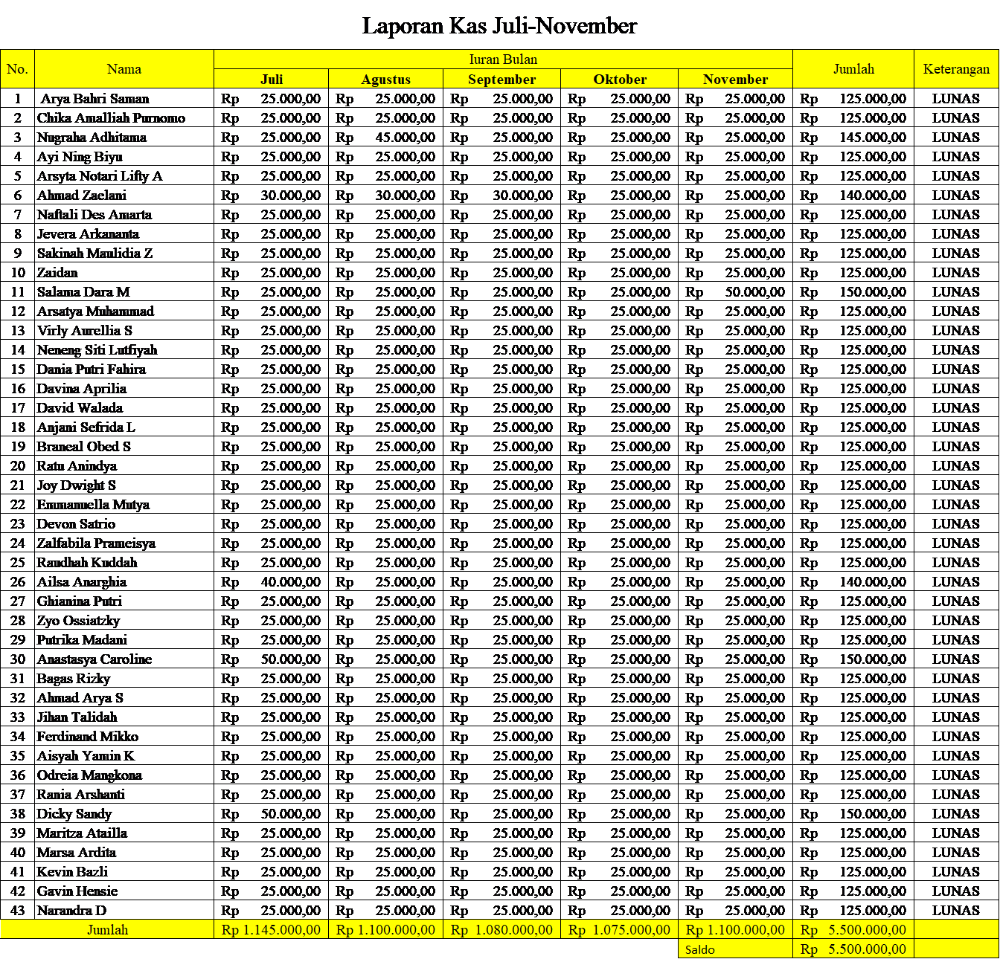 Laporan Kas Juli-November
No. Nama Iuran Bulan Jumlah Keterangan
Juli Agustus September Oktober November
1 Arya Bahri Saman Rp 25.000,00 Rp 25.000,00 Rp 25.000,00 Rp 25.000,00 Rp 25.000,00 Rp 125.000,00 LUNAS
2 Chika Amalliah Purnomo Rp 25.000,00 Rp 25.000,00 Rp 25.000,00 Rp 25.000,00 Rp 25.000,00 Rp 125.000,00 LUNAS
3 Nugraha Adhitama Rp 25.000,00 Rp 45.000,00 Rp 25.000,00 Rp 25.000,00 Rp 25.000,00 Rp 145.000,00 LUNAS
4 Ayi Ning Biyu Rp 25.000,00 Rp 25.000,00 Rp 25.000,00 Rp 25.000,00 Rp 25.000,00 Rp 125.000,00 LUNAS
5 Arsyta Notari Lifty A Rp 25.000,00 Rp 25.000,00 Rp 25.000,00 Rp 25.000,00 Rp 25.000,00 Rp 125.000,00 LUNAS
6 Ahmad Zaelani Rp 30.000,00 Rp 30.000,00 Rp 30.000,00 Rp 25.000,00 Rp 25.000,00 Rp 140.000,00 LUNAS
7 Naftali Des Amarta Rp 25.000,00 Rp 25.000,00 Rp 25.000,00 Rp 25.000,00 Rp 25.000,00 Rp 125.000,00 LUNAS
8 Jevera Arkananta Rp 25.000,00 Rp 25.000,00 Rp 25.000,00 Rp 25.000,00 Rp 25.000,00 Rp 125.000,00 LUNAS
9 Sakinah Maulidia Z Rp 25.000,00 Rp 25.000,00 Rp 25.000,00 Rp 25.000,00 Rp 25.000,00 Rp 125.000,00 LUNAS
10 Zaidan Rp 25.000,00 Rp 25.000,00 Rp 25.000,00 Rp 25.000,00 Rp 25.000,00 Rp 125.000,00 LUNAS
11 Salama Dara M Rp 25.000,00 Rp 25.000,00 Rp 25.000,00 Rp 25.000,00 Rp 50.000,00 Rp 150.000,00 LUNAS
12 Arsatya Muhammad Rp 25.000,00 Rp 25.000,00 Rp 25.000,00 Rp 25.000,00 Rp 25.000,00 Rp 125.000,00 LUNAS
13 Virly Aurellia S Rp 25.000,00 Rp 25.000,00 Rp 25.000,00 Rp 25.000,00 Rp 25.000,00 Rp 125.000,00 LUNAS
14 Neneng Siti Lutfiyah Rp 25.000,00 Rp 25.000,00 Rp 25.000,00 Rp 25.000,00 Rp 25.000,00 Rp 125.000,00 LUNAS
15 Dania Putri Fahira Rp 25.000,00 Rp 25.000,00 Rp 25.000,00 Rp 25.000,00 Rp 25.000,00 Rp 125.000,00 LUNAS
16 Davina Aprilia Rp 25.000,00 Rp 25.000,00 Rp 25.000,00 Rp 25.000,00 Rp 25.000,00 Rp 125.000,00 LUNAS
17 David Walada Rp 25.000,00 Rp 25.000,00 Rp 25.000,00 Rp 25.000,00 Rp 25.000,00 Rp 125.000,00 LUNAS
18 Anjani Sefrida L Rp 25.000,00 Rp 25.000,00 Rp 25.000,00 Rp 25.000,00 Rp 25.000,00 Rp 125.000,00 LUNAS
19 Braneal Obed S Rp 25.000,00 Rp 25.000,00 Rp 25.000,00 Rp 25.000,00 Rp 25.000,00 Rp 125.000,00 LUNAS
20 Ratu Anindya Rp 25.000,00 Rp 25.000,00 Rp 25.000,00 Rp 25.000,00 Rp 25.000,00 Rp 125.000,00 LUNAS
21 Joy Dwight S Rp 25.000,00 Rp 25.000,00 Rp 25.000,00 Rp 25.000,00 Rp 25.000,00 Rp 125.000,00 LUNAS
22 Emmanuella Mutya Rp 25.000,00 Rp 25.000,00 Rp 25.000,00 Rp 25.000,00 Rp 25.000,00 Rp 125.000,00 LUNAS
23 Devon Satrio Rp 25.000,00 Rp 25.000,00 Rp 25.000,00 Rp 25.000,00 Rp 25.000,00 Rp 125.000,00 LUNAS
24 Zalfabila Prameisya Rp 25.000,00 Rp 25.000,00 Rp 25.000,00 Rp 25.000,00 Rp 25.000,00 Rp 125.000,00 LUNAS
25 Raudhah Kuddah Rp 25.000,00 Rp 25.000,00 Rp 25.000,00 Rp 25.000,00 Rp 25.000,00 Rp 125.000,00 LUNAS
26 Ailsa Anarghia Rp 40.000,00 Rp 25.000,00 Rp 25.000,00 Rp 25.000,00 Rp 25.000,00 Rp 140.000,00 LUNAS
27 Ghianina Putri Rp 25.000,00 Rp 25.000,00 Rp 25.000,00 Rp 25.000,00 Rp 25.000,00 Rp 125.000,00 LUNAS
28 Zyo Ossiatzky Rp 25.000,00 Rp 25.000,00 Rp 25.000,00 Rp 25.000,00 Rp 25.000,00 Rp 125.000,00 LUNAS
29 Putrika Madani Rp 25.000,00 Rp 25.000,00 Rp 25.000,00 Rp 25.000,00 Rp 25.000,00 Rp 125.000,00 LUNAS
30 Anastasya Caroline Rp 50.000,00 Rp 25.000,00 Rp 25.000,00 Rp 25.000,00 Rp 25.000,00 Rp 150.000,00 LUNAS
31 Bagas Rizky Rp 25.000,00 Rp 25.000,00 Rp 25.000,00 Rp 25.000,00 Rp 25.000,00 Rp 125.000,00 LUNAS
32 Ahmad Arya S Rp 25.000,00 Rp 25.000,00 Rp 25.000,00 Rp 25.000,00 Rp 25.000,00 Rp 125.000,00 LUNAS
33 Jihan Talidah Rp 25.000,00 Rp 25.000,00 Rp 25.000,00 Rp 25.000,00 Rp 25.000,00 Rp 125.000,00 LUNAS
34 Ferdinand Mikko Rp 25.000,00 Rp 25.000,00 Rp 25.000,00 Rp 25.000,00 Rp 25.000,00 Rp 125.000,00 LUNAS
35 Aisyah Yamin K Rp 25.000,00 Rp 25.000,00 Rp 25.000,00 Rp 25.000,00 Rp 25.000,00 Rp 125.000,00 LUNAS
36 Odreia Mangkona Rp 25.000,00 Rp 25.000,00 Rp 25.000,00 Rp 25.000,00 Rp 25.000,00 Rp 125.000,00 LUNAS
37 Rania Arshanti Rp 25.000,00 Rp 25.000,00 Rp 25.000,00 Rp 25.000,00 Rp 25.000,00 Rp 125.000,00 LUNAS
38 Dicky Sandy Rp 50.000,00 Rp 25.000,00 Rp 25.000,00 Rp 25.000,00 Rp 25.000,00 Rp 150.000,00 LUNAS
39 Maritza Atailla Rp 25.000,00 Rp 25.000,00 Rp 25.000,00 Rp 25.000,00 Rp 25.000,00 Rp 125.000,00 LUNAS
40 Marsa Ardita Rp 25.000,00 Rp 25.000,00 Rp 25.000,00 Rp 25.000,00 Rp 25.000,00 Rp 125.000,00 LUNAS
41 Kevin Bazli Rp 25.000,00 Rp 25.000,00 Rp 25.000,00 Rp 25.000,00 Rp 25.000,00 Rp 125.000,00 LUNAS
42 Gavin Hensie Rp 25.000,00 Rp 25.000,00 Rp 25.000,00 Rp 25.000,00 Rp 25.000,00 Rp 125.000,00 LUNAS
43 Narandra D Rp 25.000,00 Rp 25.000,00 Rp 25.000,00 Rp 25.000,00 Rp 25.000,00 Rp 125.000,00 LUNAS
Jumlah Rp 1.145.000,00 Rp 1.100.000,00 Rp 1.080.000,00 Rp 1.075.000,00 Rp 1.100.000,00 Rp 5.500.000,00
Saldo Rp 5.500.000,00